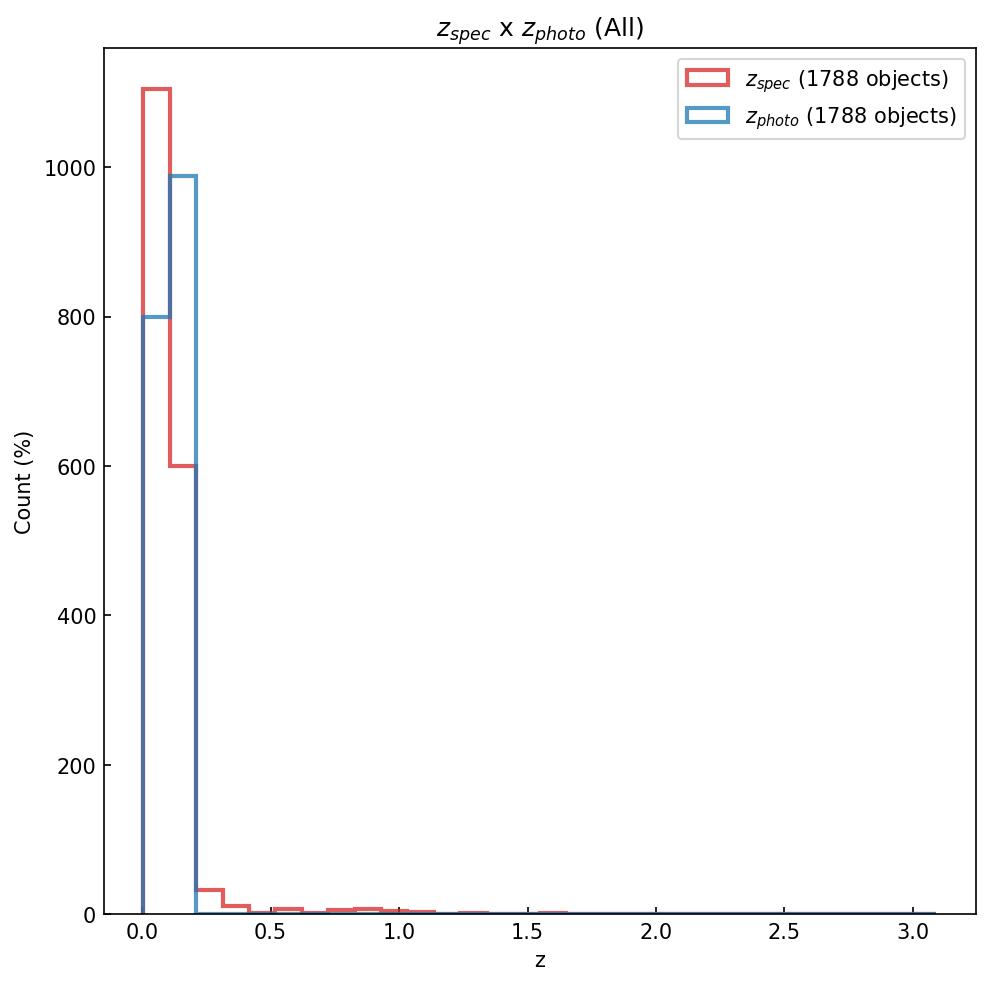 z_spec x z_photo (All)
z_spec (1788 objects)
z_photo (1788 objects)
1000
800
600
400
200
0
Count (%)
0.0 0.5 1.0 1.5 2.0 2.5 3.0
z